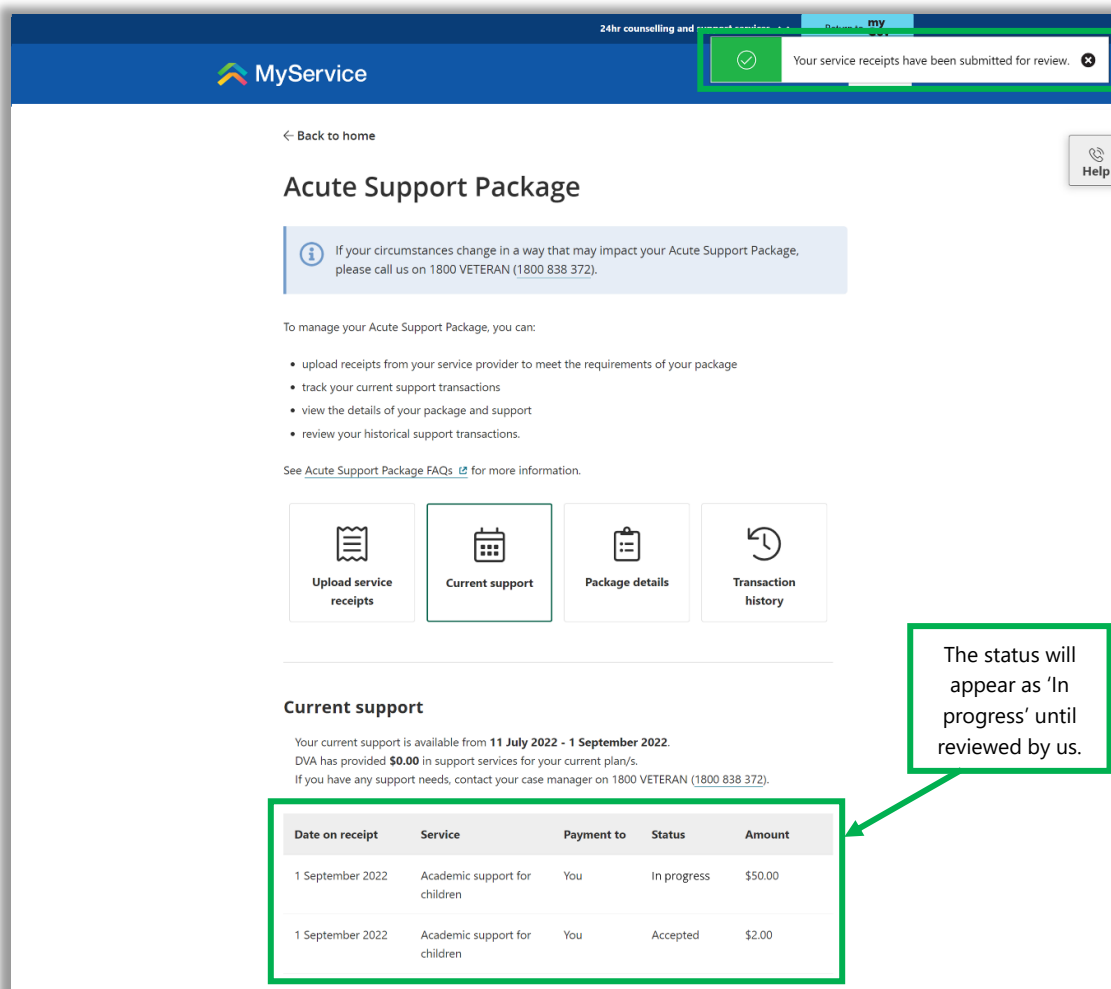 24hr counselling and support services
Return to my
Your service receipts have been submitted for review.
MyService
← Back to home
Help
Acute Support Package
If your circumstances change in a way that may impact your Acute Support Package,
please call us on 1800 VETERAN (1800 838 372).
To manage your Acute Support Package, you can:
• upload receipts from your service provider to meet the requirements of your package
• track your current support transactions
• view the details of your package and support
• review your historical support transactions.
See Acute Support Package FAQs for more information.
Upload service
receipts
Current support
Package details
Transaction
history
The status will
appear as ‘In
progress’ until
reviewed by us.
Current support
Your current support is available from 11 July 2022 - 1 September 2022.
DVA has provided $0.00 in support services for your current plan/s.
If you have any support needs, contact your case manager on 1800 VETERAN (1800 838 372).
Date on receipt Service Payment to Status Amount
1 September 2022 Academic support for You In progress $50.00
children
1 September 2022 Academic support for You Accepted $2.00
children